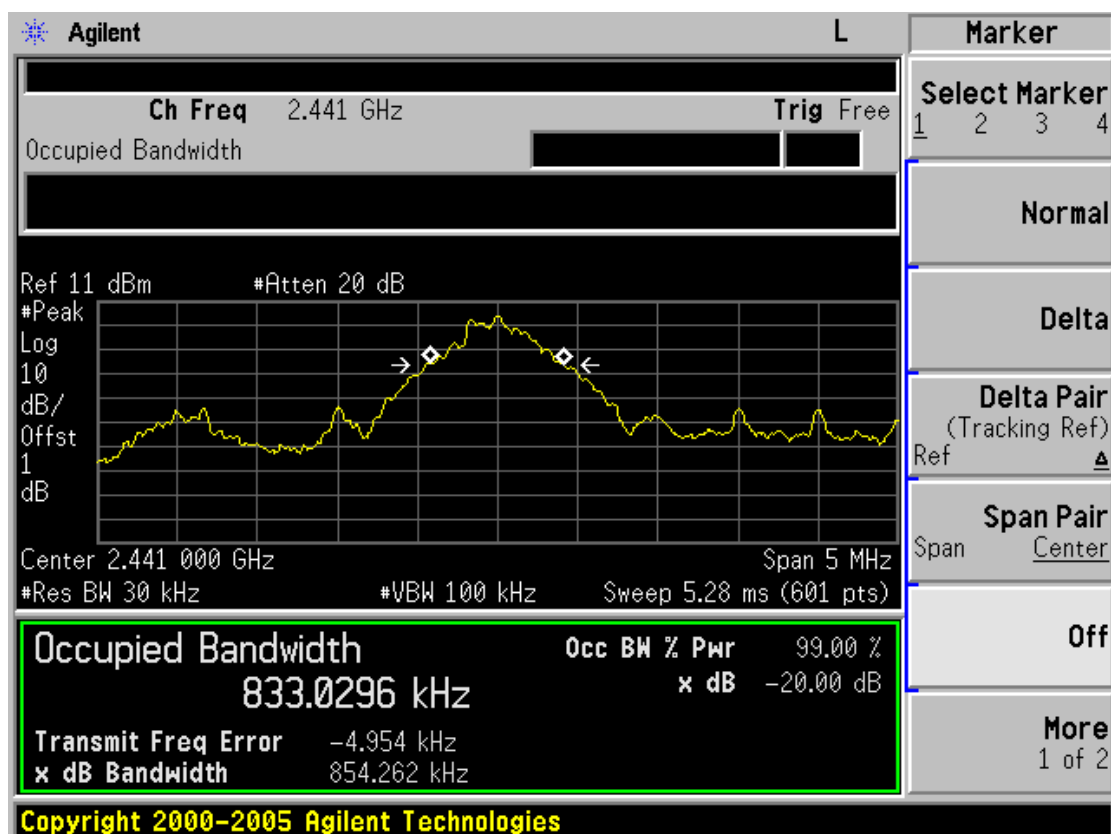 Agilent L
Ch Freq 2.441 GHz Trig Free
Occupied Bandwidth
Ref 11 dBm #Atten 20 dB
#Peak
Log
10
dB/
Offst
1
dB
Center 2.441 000 GHz Span 5 MHz
#Res BW 30 kHz #VBW 100 kHz Sweep 5.28 ms (601 pts)
Occupied Bandwidth Occ BW % Pwr 99.00 %
833.0296 kHz x dB -20.00 dB
Transmit Freq Error -4.954 kHz
x dB Bandwidth 854.262 kHz
Copyright 2000-2005 Agilent Technologies
Marker
Select Marker
1 2 3 4
Normal
Delta
Delta Pair
(Tracking Ref)
Ref Δ
Span Pair
Span Center
Off
More
1 of 2